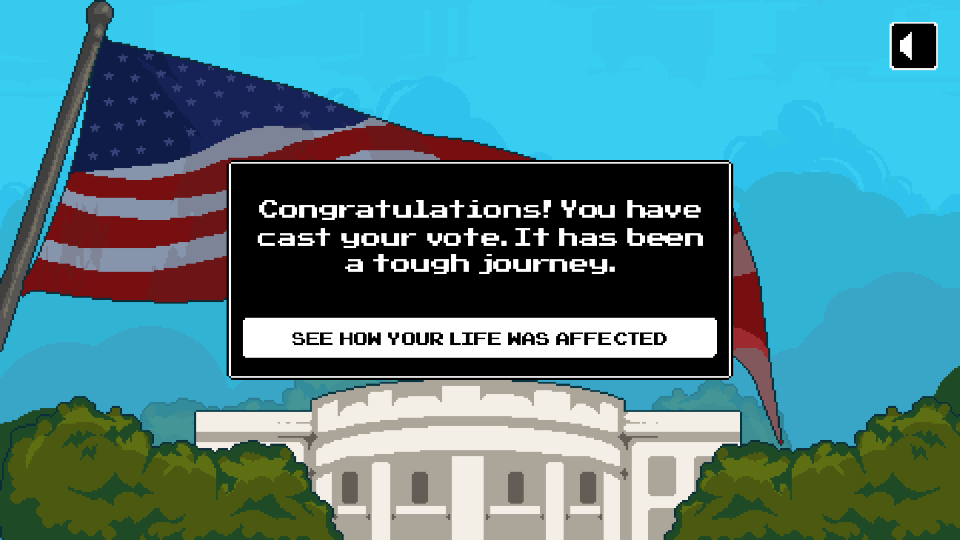 Congratulations! You have
cast your vote. It has been
a tough journey.
SEE HOW YOUR LIFE WAS AFFECTED